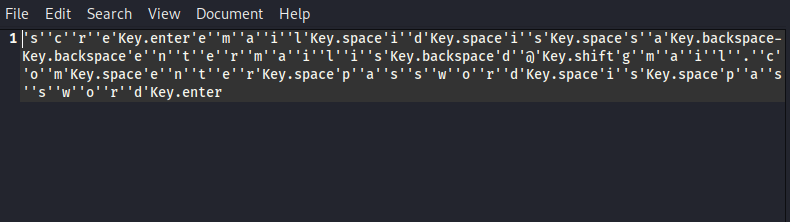 File Edit Search View Document Help
1 's''c''r''e'Key.enter'e''m''a''i''l'Key.space'i''d'Key.space'i''s'Key.space's''a'Key.backspace-
Key.backspace'e''n''t''e''r''m''a''i''l''i''s'Key.backspace'd''@'Key.shift'g''m''a''i''l''.''c'
'o''m'Key.space'e''n''t''e''r'Key.space'p''a''s''s''w''o''r''d'Key.space'i''s'Key.space'p''a''s
's''w''o''r''d'Key.enter